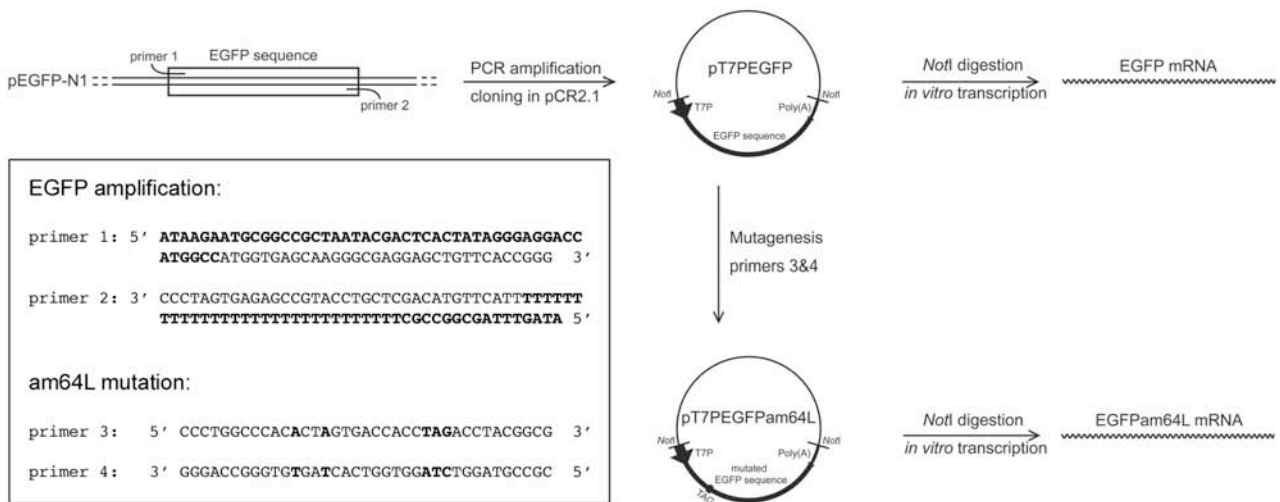 pEGFP-N1
primer 1
EGFP sequence
primer 2
PCR amplification
cloning in pCR2.1
pT7PEGFP
NotI
T7P
Poly(A)
NotI
EGFP sequence
NotI digestion
in vitro transcription
EGFP mRNA
EGFP amplification:
primer 1: 5′ ATAAGAATGCGGCCGCTAATACGACTCACTATAGGGAGGACC
ATGGCCATGGTGAGCAAGGGCGAGGAGCTGTTCACCGGG 3′
primer 2: 3′ CCCTAGTGAGAGCCGTACCTGCTCGACATGTTCATTTTTTTT
TTTTTTTTTTTTTTTTTTTTTTTTCGCCGGCGATTTGATA 5′
am64L mutation:
primer 3: 5′ CCCTGGCCCACACTAGTGACCACCTAGACCTACGGCG 3′
primer 4: 3′ GGGACCGGGTGTGATCACTGGTGGATCTGGATGCCGC 5′
Mutagenesis
primers 3&4
pT7PEGFPam64L
NotI
T7P
Poly(A)
NotI
mutated
EGFP sequence
TAG
NotI digestion
in vitro transcription
EGFPam64L mRNA